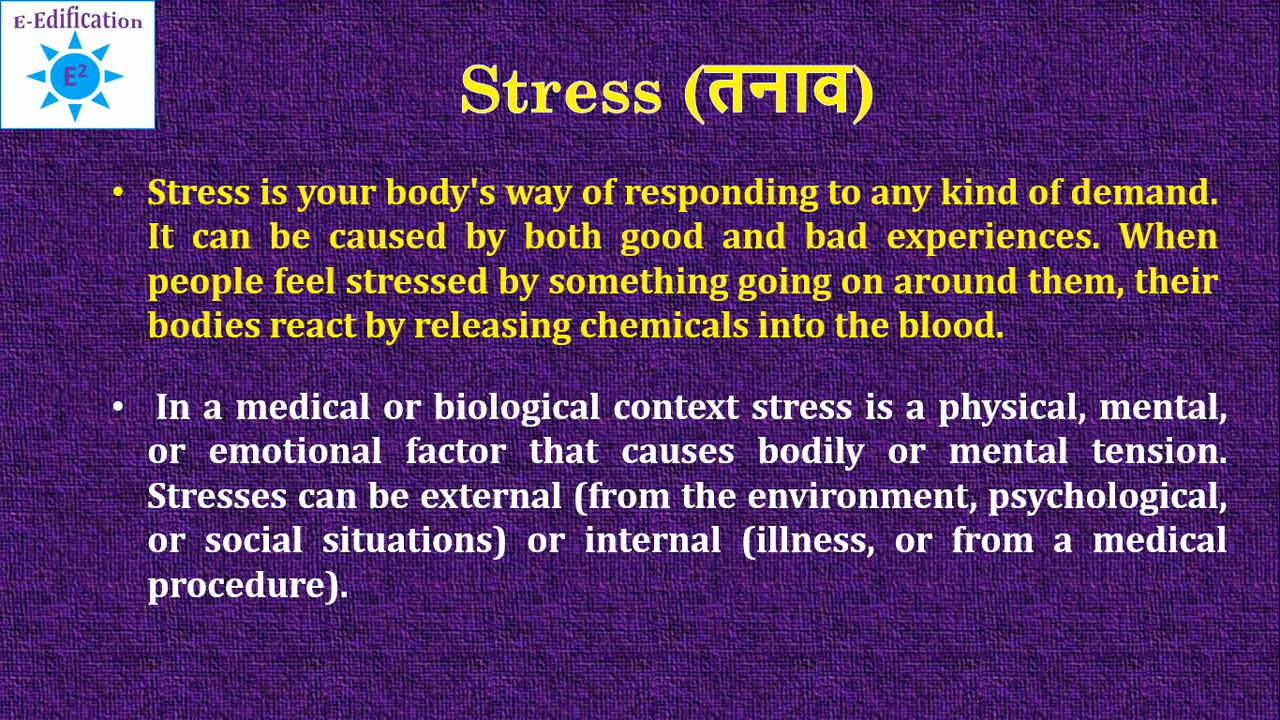 E-Edification
E²
Stress (तनाव)
• Stress is your body's way of responding to any kind of demand.
It can be caused by both good and bad experiences. When
people feel stressed by something going on around them, their
bodies react by releasing chemicals into the blood.
• In a medical or biological context stress is a physical, mental,
or emotional factor that causes bodily or mental tension.
Stresses can be external (from the environment, psychological,
or social situations) or internal (illness, or from a medical
procedure).